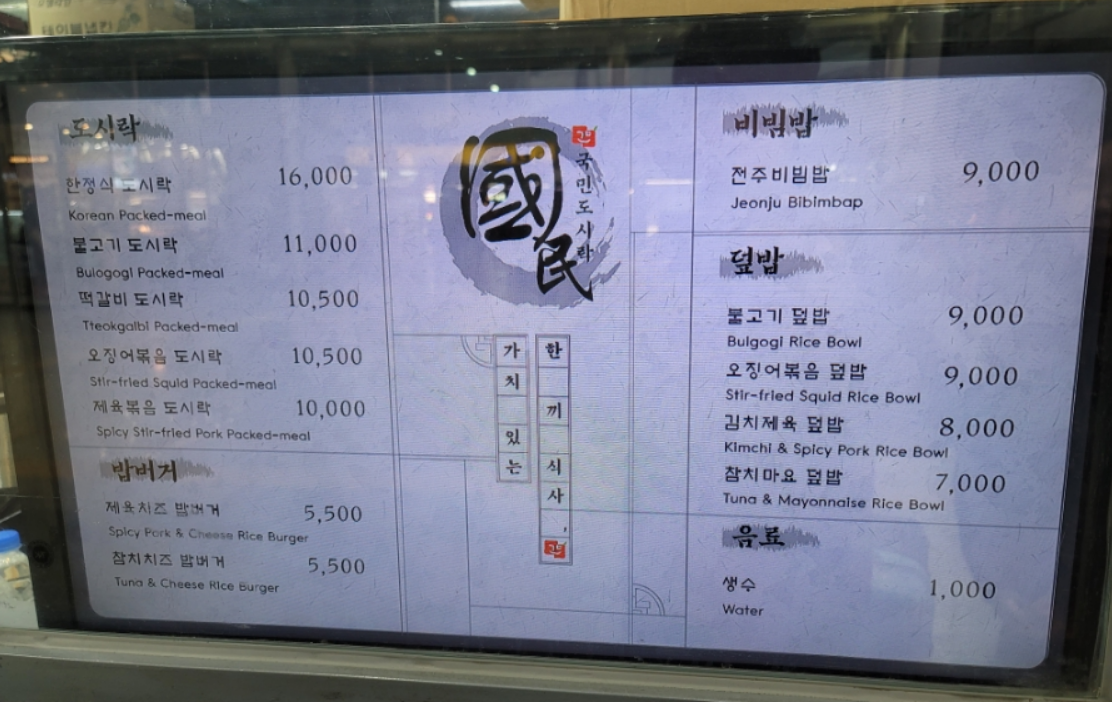 테이블냅킨
도시락
한정식 도시락 16,000
Korean Packed-meal
불고기 도시락 11,000
Bulogogi Packed-meal
떡갈비 도시락 10,500
Tteokgalbi Packed-meal
오징어볶음 도시락 10,500
Stir-fried Squid Packed-meal
제육볶음 도시락 10,000
Spicy Stir-fried Pork Packed-meal
밥버거
제육치즈 밥버거 5,500
Spicy Pork & Cheese Rice Burger
참치치즈 밥버거 5,500
Tuna & Cheese Rice Burger
國民
국민도시락
한 끼 식사,
가치 있는
비빔밥
전주비빔밥 9,000
Jeonju Bibimbap
덮밥
불고기 덮밥 9,000
Bulgogi Rice Bowl
오징어볶음 덮밥 9,000
Stir-fried Squid Rice Bowl
김치제육 덮밥 8,000
Kimchi & Spicy Pork Rice Bowl
참치마요 덮밥 7,000
Tuna & Mayonnaise Rice Bowl
음료
생수 1,000
Water